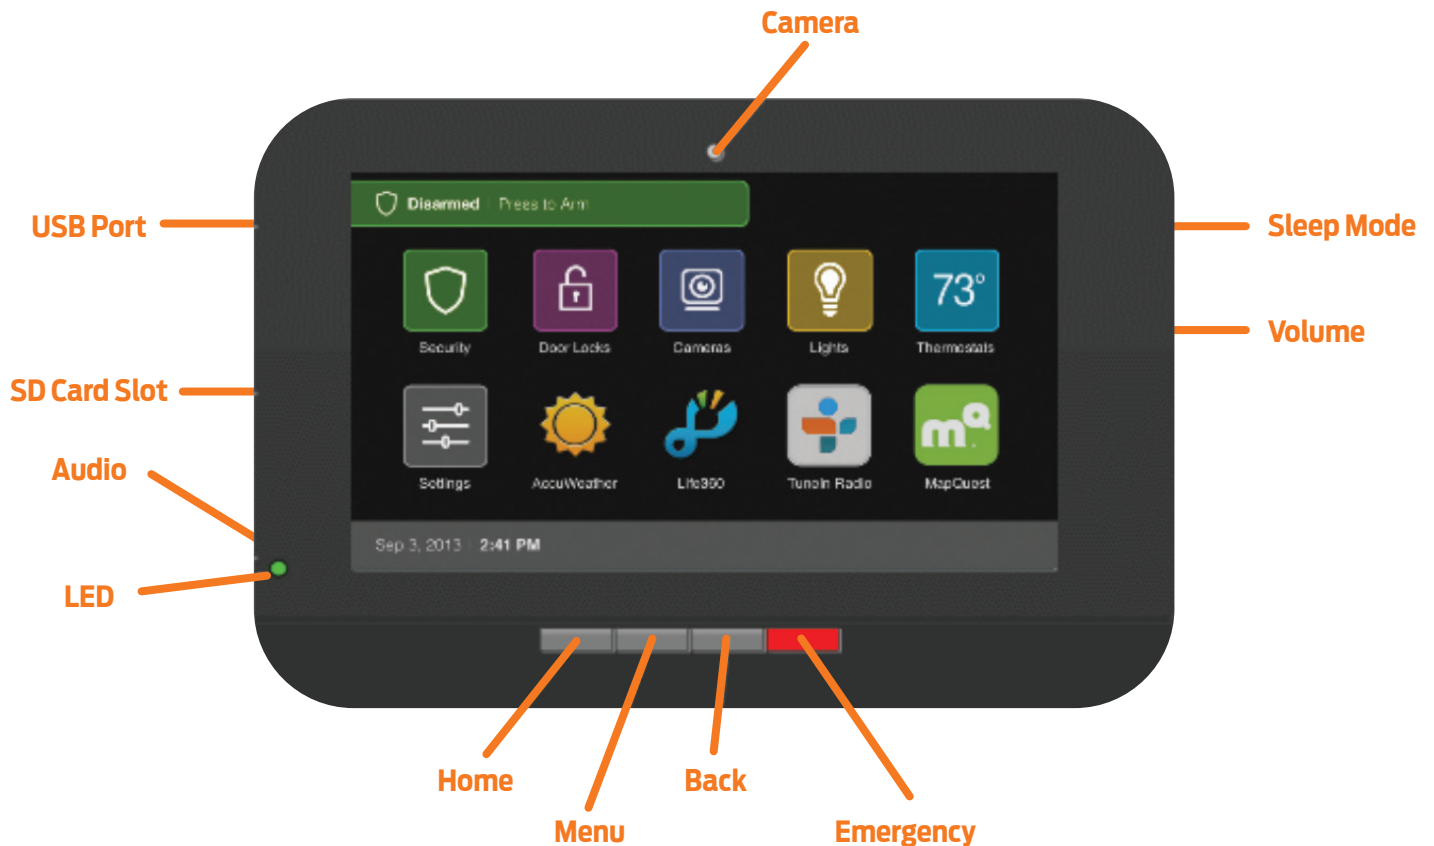 Camera
Disarmed Press to Arm
USB Port
Sleep Mode
73°
Security Door Locks Cameras Lights Thermostats
Volume
SD Card Slot
mq
Audio
Settings AccuWeather Life360 TuneIn Radio MapQuest
Sep 3, 2013 2:41 PM
LED
Home
Back
Menu
Emergency